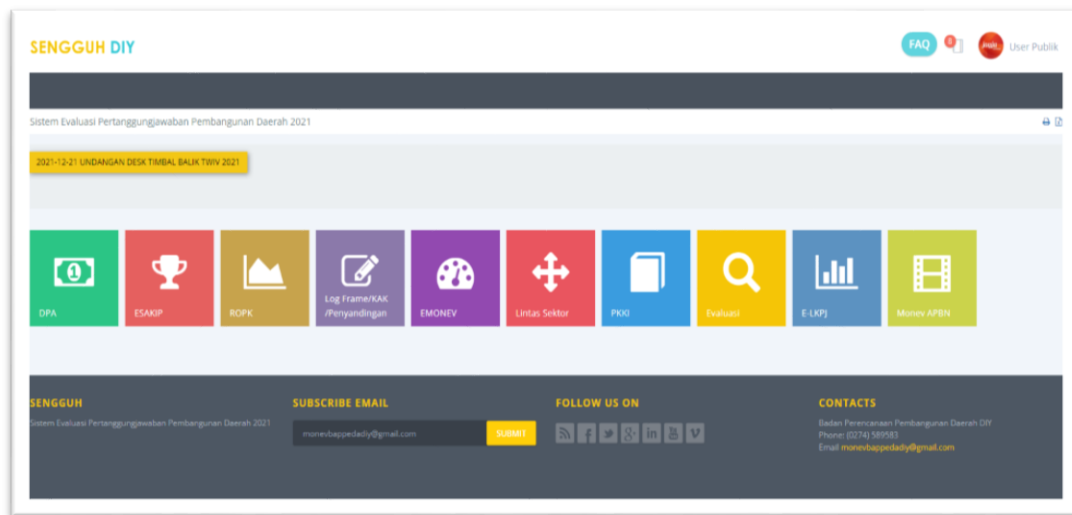 SENGGUH DIY
FAQ
0
User Publik
Sistem Evaluasi Pertanggungjawaban Pembangunan Daerah 2021
2021-12-21 UNDANGAN DESK TIMBAL BALIK TWIV 2021
DPA
ESAKIP
ROPK
Log Frame/KAK
/Penyandingan
EMONEV
Lintas Sektor
PKKI
Evaluasi
E-LKPJ
Monev APBN
SENGGUH
Sistem Evaluasi Pertanggungjawaban Pembangunan Daerah 2021
SUBSCRIBE EMAIL
monevbappedadiy@gmail.com
SUBMIT
FOLLOW US ON
CONTACTS
Badan Perencanaan Pembangunan Daerah DIY
Phone: (0274) 589583
Email monevbappedadiy@gmail.com